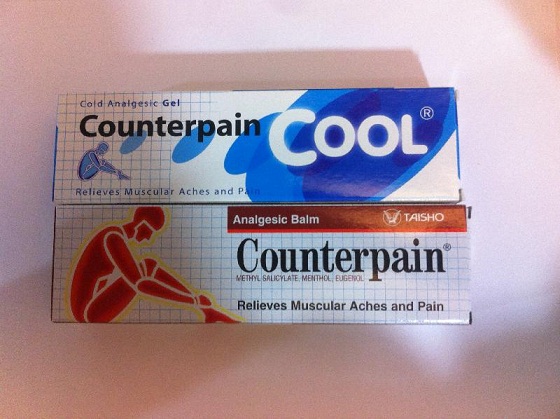 Cold Analgesic Gel
Counterpain COOL®
Relieves Muscular Aches and Pain
Analgesic Balm TAISHO
Counterpain®
METHYL SALICYLATE, MENTHOL, EUGENOL
Relieves Muscular Aches and Pain